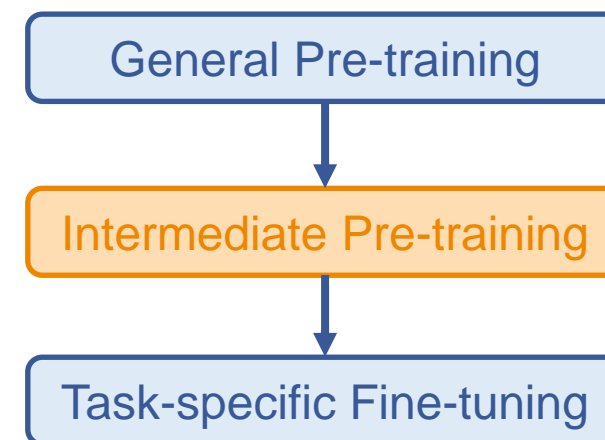 General Pre-training
Intermediate Pre-training
Task-specific Fine-tuning